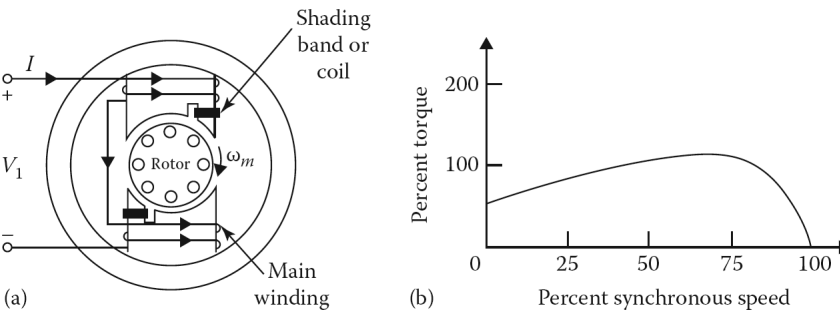 Shading
band or
coil
I
+
V1
Rotor
ωm
–
Main
winding
(a)
Percent torque
200
100
0
25
50
75
100
Percent synchronous speed
(b)